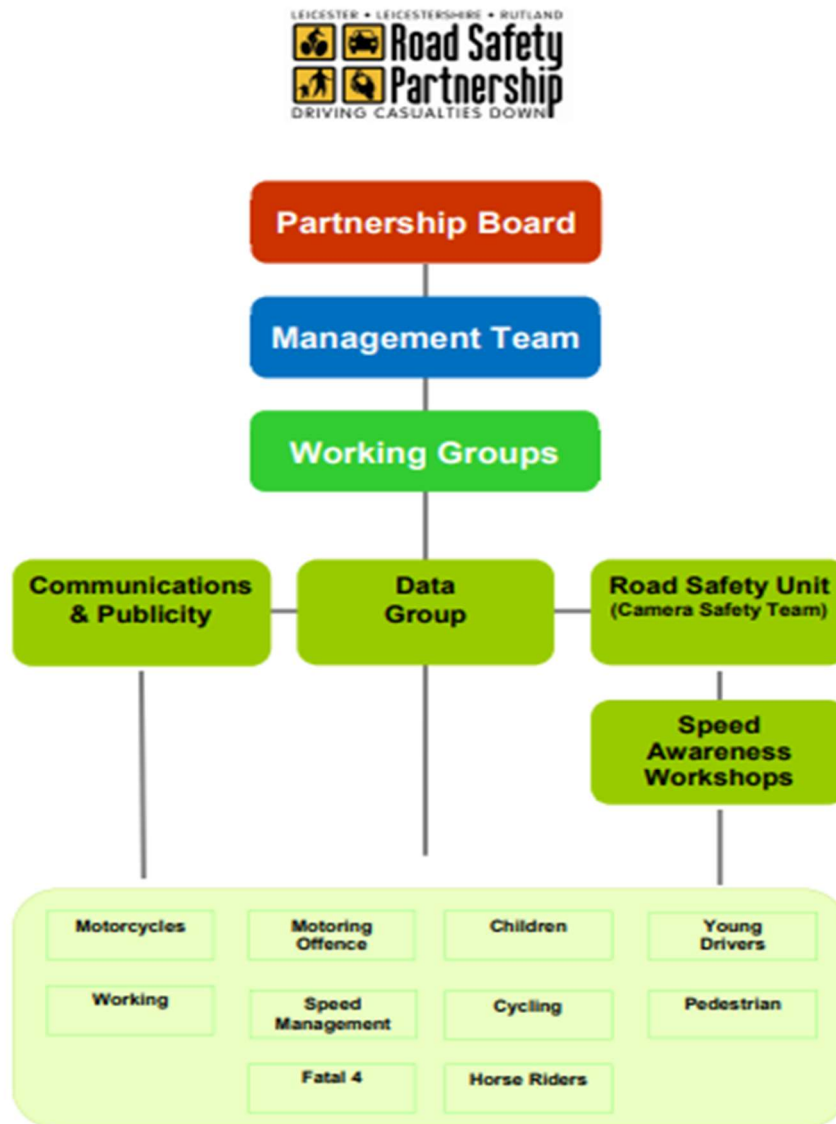 LEICESTER • LEICESTERSHIRE • RUTLAND
Road Safety
Partnership
DRIVING CASUALTIES DOWN
Partnership Board
Management Team
Working Groups
Communications
& Publicity
Data
Group
Road Safety Unit
(Camera Safety Team)
Speed
Awareness
Workshops
Motorcycles
Motoring
Offence
Children
Young
Drivers
Working
Speed
Management
Cycling
Pedestrian
Fatal 4
Horse Riders